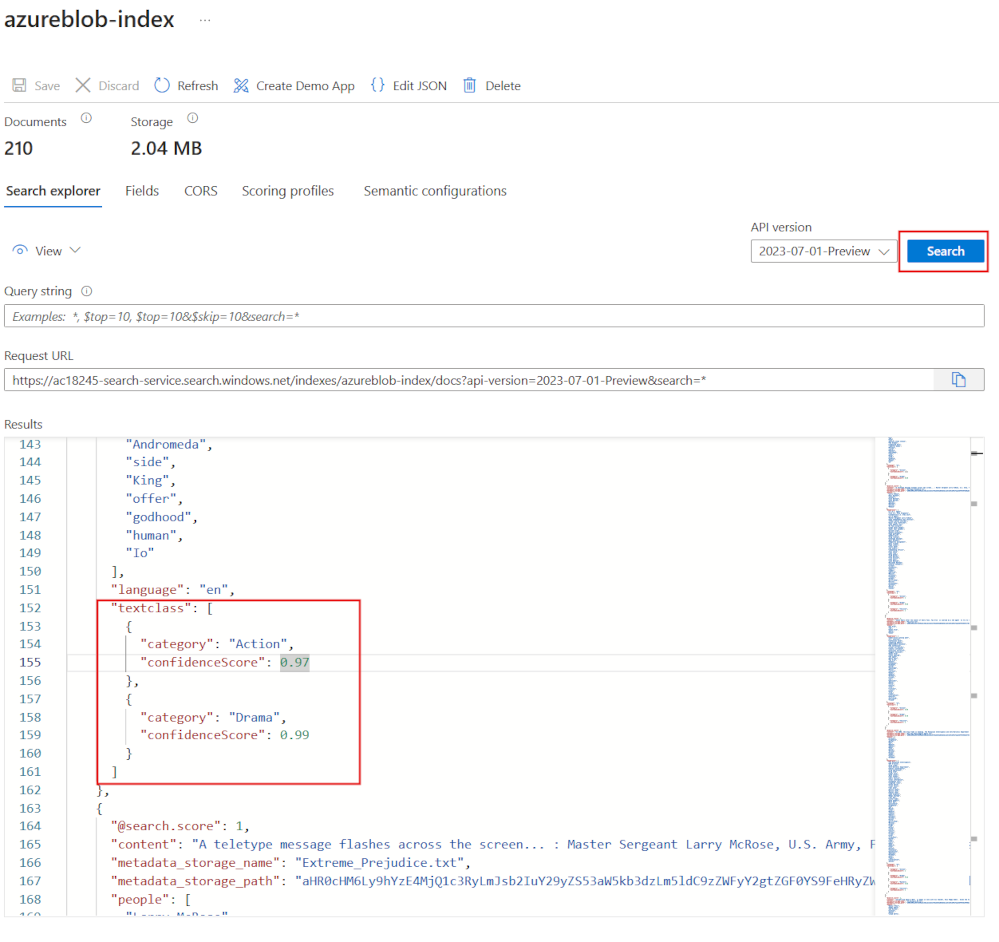 azureblob-index ...
Save Discard Refresh Create Demo App {} Edit JSON Delete
Documents Storage
210 2.04 MB
Search explorer Fields CORS Scoring profiles Semantic configurations
API version
View 2023-07-01-Preview Search
Query string
Examples: *, $top=10, $top=10&$skip=10&search=*
Request URL
https://ac18245-search-service.search.windows.net/indexes/azureblob-index/docs?api-version=2023-07-01-Preview&search=*
Results
143 "Andromeda",
144 "side",
145 "King",
146 "offer",
147 "godhood",
148 "human",
149 "Io"
150 ],
151 "language": "en",
152 "textclass": [
153 {
154 "category": "Action",
155 "confidenceScore": 0.97
156 },
157 {
158 "category": "Drama",
159 "confidenceScore": 0.99
160 }
161 ]
162 },
163 {
164 "@search.score": 1,
165 "content": "A teletype message flashes across the screen... : Master Sergeant Larry McRose, U.S. Army, F
166 "metadata_storage_name": "Extreme_Prejudice.txt",
167 "metadata_storage_path": "aHR0cHM6Ly9hYzE4MjQ1c3RyLmJsb2IuY29yZS53aW5kb3dzLm5ldC9zZWFyY2gtZGF0YS9FeHRyZW
168 "people": [
169 "Larry McRose"